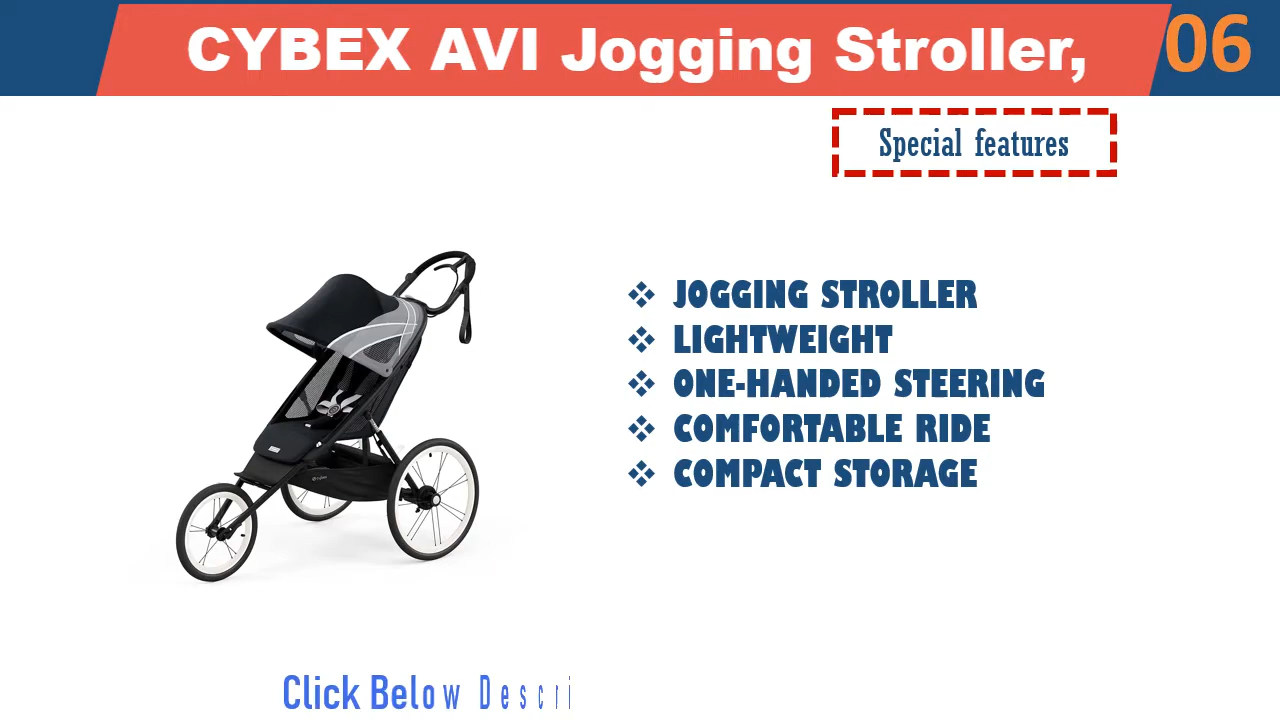 CYBEX AVI Jogging Stroller,
06
Special features
JOGGING STROLLER
LIGHTWEIGHT
ONE-HANDED STEERING
COMFORTABLE RIDE
COMPACT STORAGE
Click Below Descri